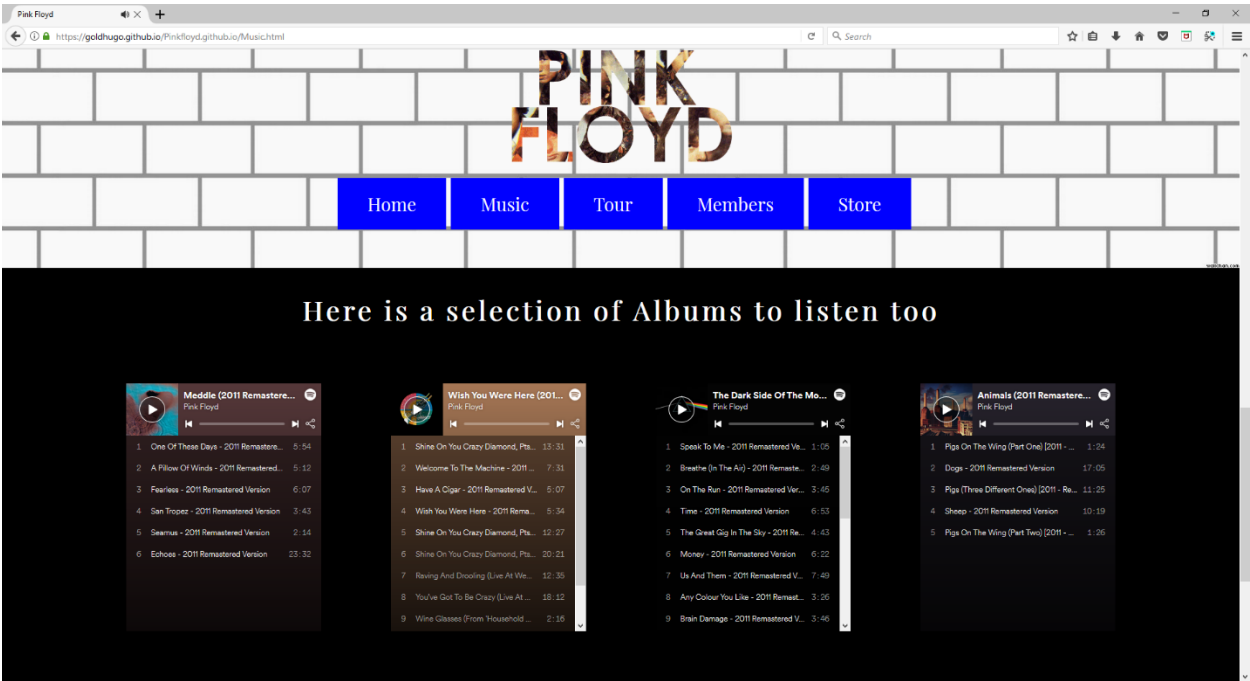 Pink Floyd
https://goldhugo.github.io/Pinkfloyd.github.io/Music.html
Search
PINK
FLOYD
Home Music Tour Members Store
Here is a selection of Albums to listen too
Meddle (2011 Remastere...
Pink Floyd
1 One Of These Days - 2011 Remastere... 5:54
2 A Pillow Of Winds - 2011 Remastered... 5:12
3 Fearless - 2011 Remastered Version 6:07
4 San Tropez - 2011 Remastered Version 3:43
5 Seamus - 2011 Remastered Version 2:14
6 Echoes - 2011 Remastered Version 23:32
Wish You Were Here (201...
Pink Floyd
1 Shine On You Crazy Diamond, Pts... 13:31
2 Welcome To The Machine - 2011 ... 7:31
3 Have A Cigar - 2011 Remastered V... 5:07
4 Wish You Were Here - 2011 Rema... 5:34
5 Shine On You Crazy Diamond, Pts... 12:27
6 Shine On You Crazy Diamond, Pts... 20:21
7 Raving And Drooling (Live At We... 12:35
8 You've Got To Be Crazy (Live At ... 18:12
9 Wine Glasses (From 'Household ... 2:16
The Dark Side Of The Mo...
Pink Floyd
1 Speak To Me - 2011 Remastered Ve... 1:05
2 Breathe (In The Air) - 2011 Remaste... 2:49
3 On The Run - 2011 Remastered Ver... 3:45
4 Time - 2011 Remastered Version 6:53
5 The Great Gig In The Sky - 2011 Re... 4:43
6 Money - 2011 Remastered Version 6:22
7 Us And Them - 2011 Remastered V... 7:49
8 Any Colour You Like - 2011 Remast... 3:26
9 Brain Damage - 2011 Remastered V... 3:46
Animals (2011 Remastere...
Pink Floyd
1 Pigs On The Wing (Part One) [2011 - ... 1:24
2 Dogs - 2011 Remastered Version 17:05
3 Pigs (Three Different Ones) [2011 - Re... 11:25
4 Sheep - 2011 Remastered Version 10:19
5 Pigs On The Wing (Part Two) [2011 - ... 1:26